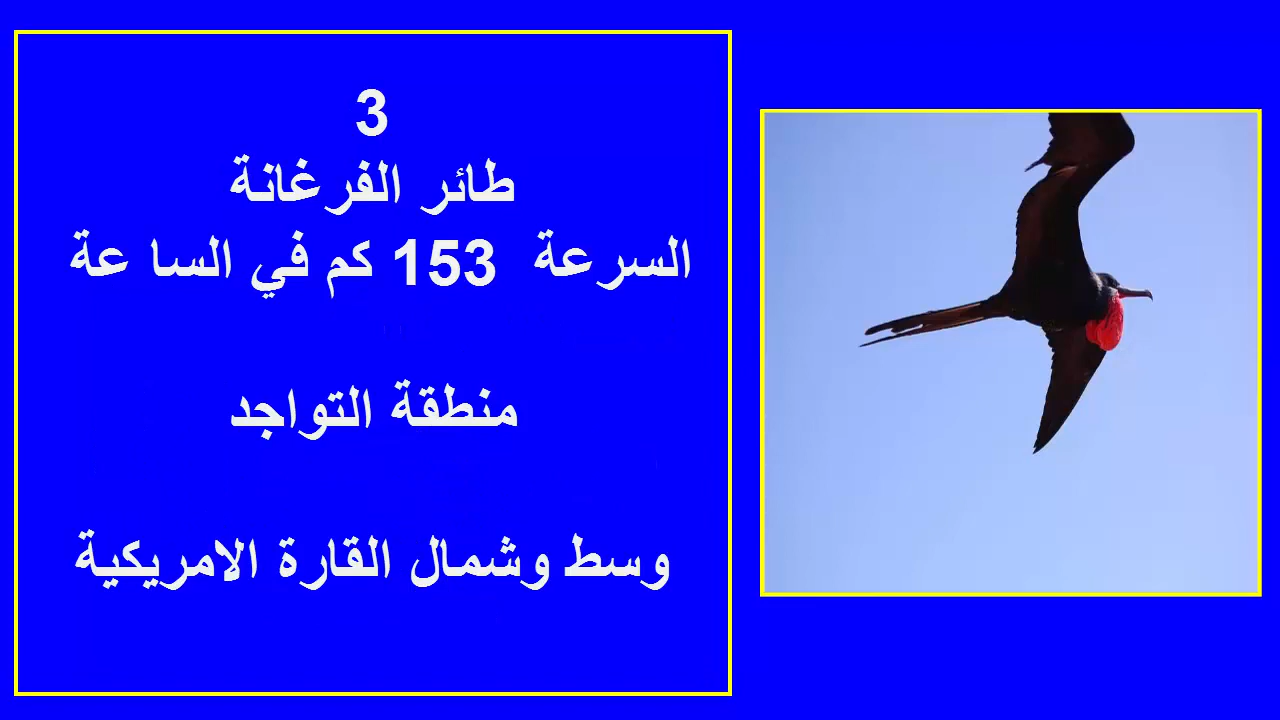 3
طائر الفرغانة
السرعة 153 كم في السا عة
منطقة التواجد
وسط وشمال القارة الامريكية